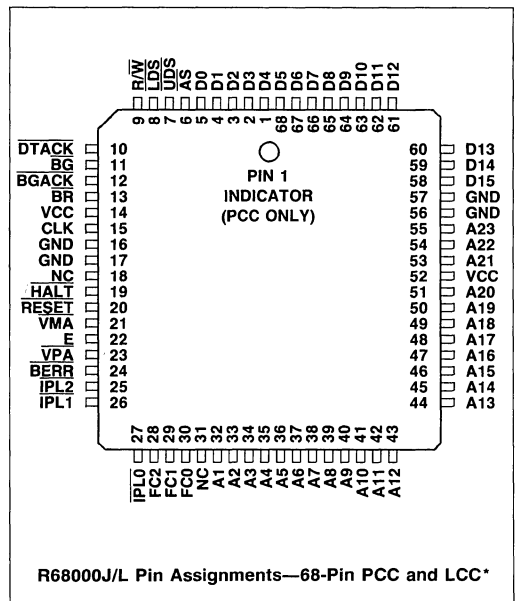 R/W LDS UDS AS D0 D1 D2 D3 D4 D5 D6 D7 D8 D9 D10 D11 D12
9 8 7 6 5 4 3 2 1 68 67 66 65 64 63 62 61
DTACK 10
BG 11
BGACK 12
BR 13
VCC 14
CLK 15
GND 16
GND 17
NC 18
HALT 19
RESET 20
VMA 21
E 22
VPA 23
BERR 24
IPL2 25
IPL1 26
PIN 1
INDICATOR
(PCC ONLY)
60 D13
59 D14
58 D15
57 GND
56 GND
55 A23
54 A22
53 A21
52 VCC
51 A20
50 A19
49 A18
48 A17
47 A16
46 A15
45 A14
44 A13
27 28 29 30 31 32 33 34 35 36 37 38 39 40 41 42 43
IPL0 FC2 FC1 FC0 NC A1 A2 A3 A4 A5 A6 A7 A8 A9 A10 A11 A12
R68000J/L Pin Assignments—68-Pin PCC and LCC*